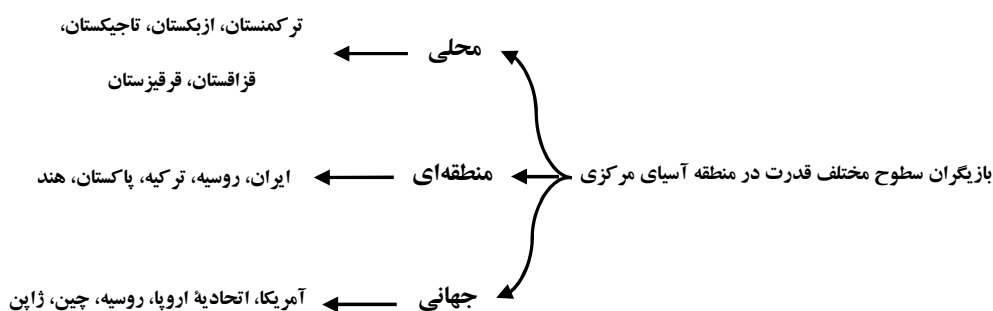 بازیگران سطوح مختلف قدرت در منطقه آسیای مرکزی
محلی
ترکمنستان، ازبکستان، تاجیکستان،
قزاقستان، قرقیزستان
منطقه‌ای
ایران، روسیه، ترکیه، پاکستان، هند
جهانی
آمریکا، اتحادیۀ اروپا، روسیه، چین، ژاپن